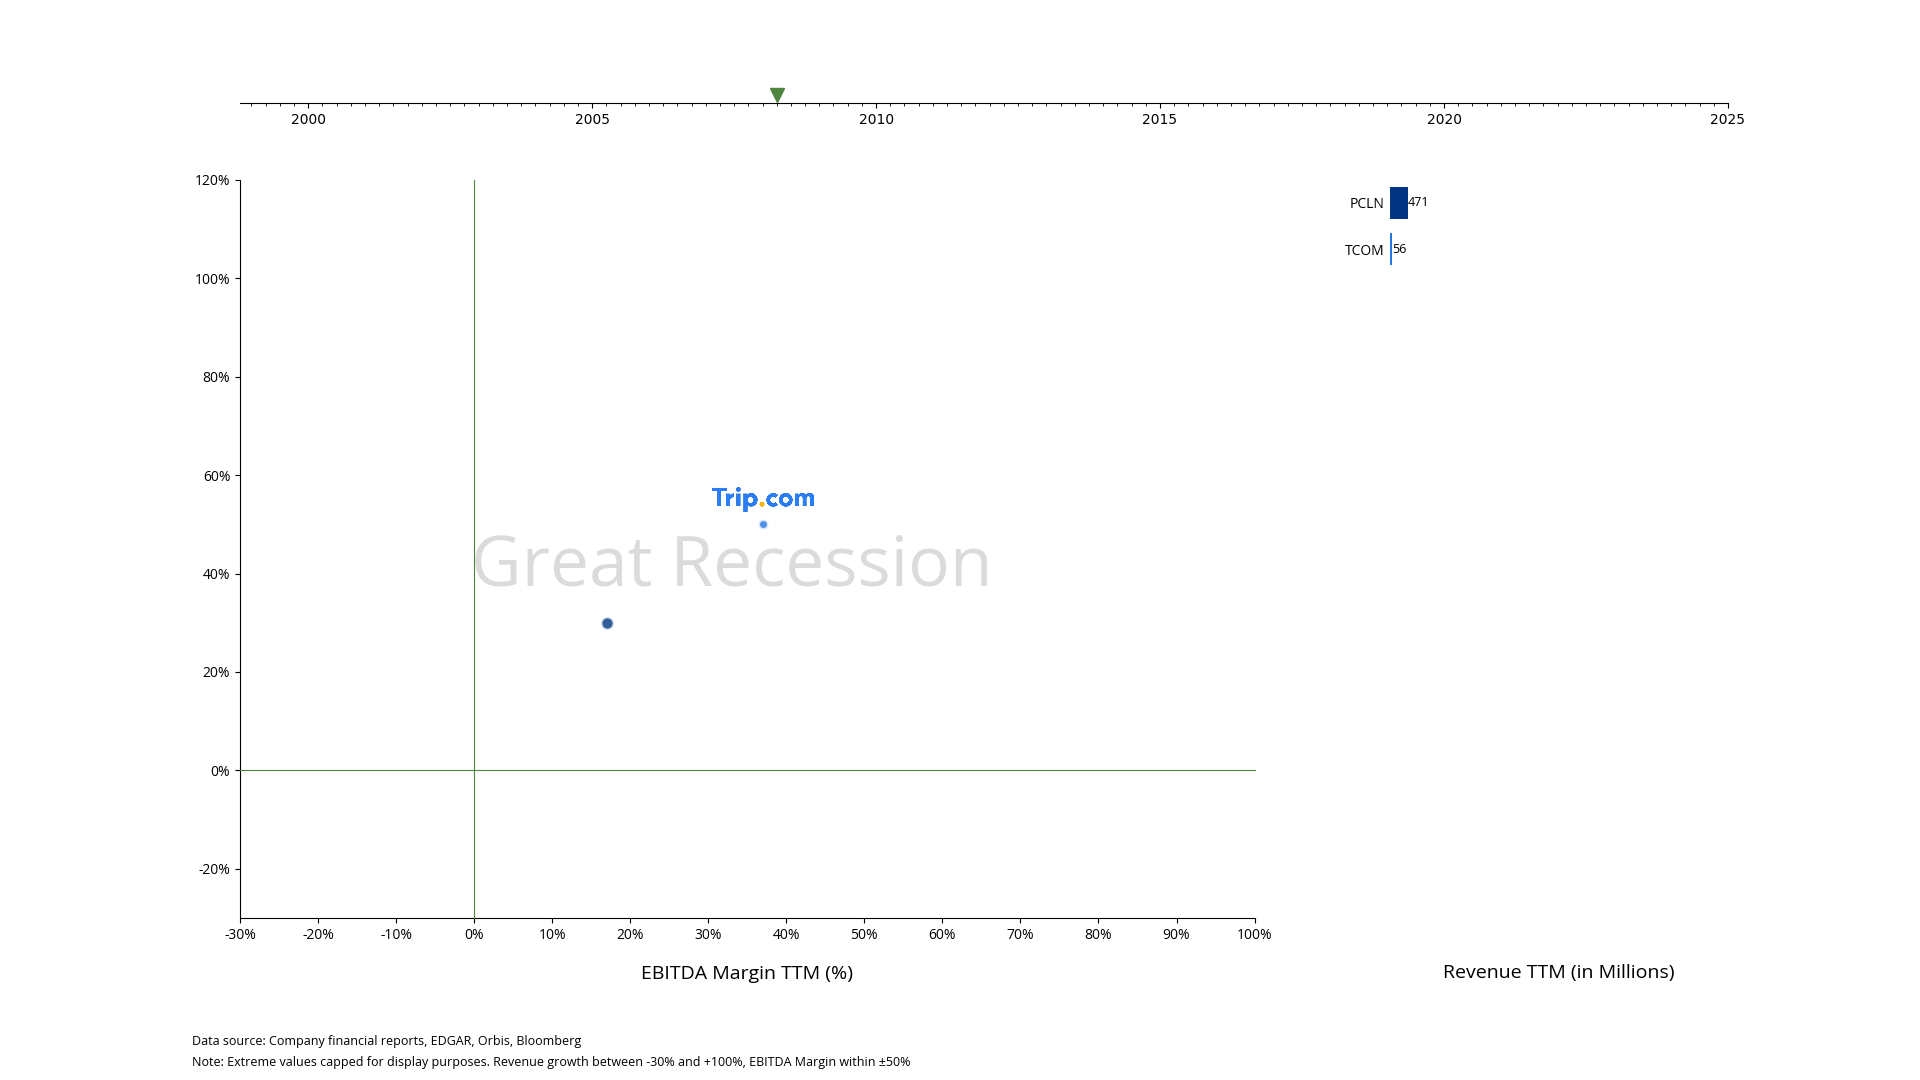 2000 2005 2010 2015 2020 2025
120%
100%
80%
60%
40%
20%
0%
-20%
PCLN 471
TCOM 56
Trip.com
Great Recession
-30% -20% -10% 0% 10% 20% 30% 40% 50% 60% 70% 80% 90% 100%
EBITDA Margin TTM (%)
Revenue TTM (in Millions)
Data source: Company financial reports, EDGAR, Orbis, Bloomberg
Note: Extreme values capped for display purposes. Revenue growth between -30% and +100%, EBITDA Margin within ±50%